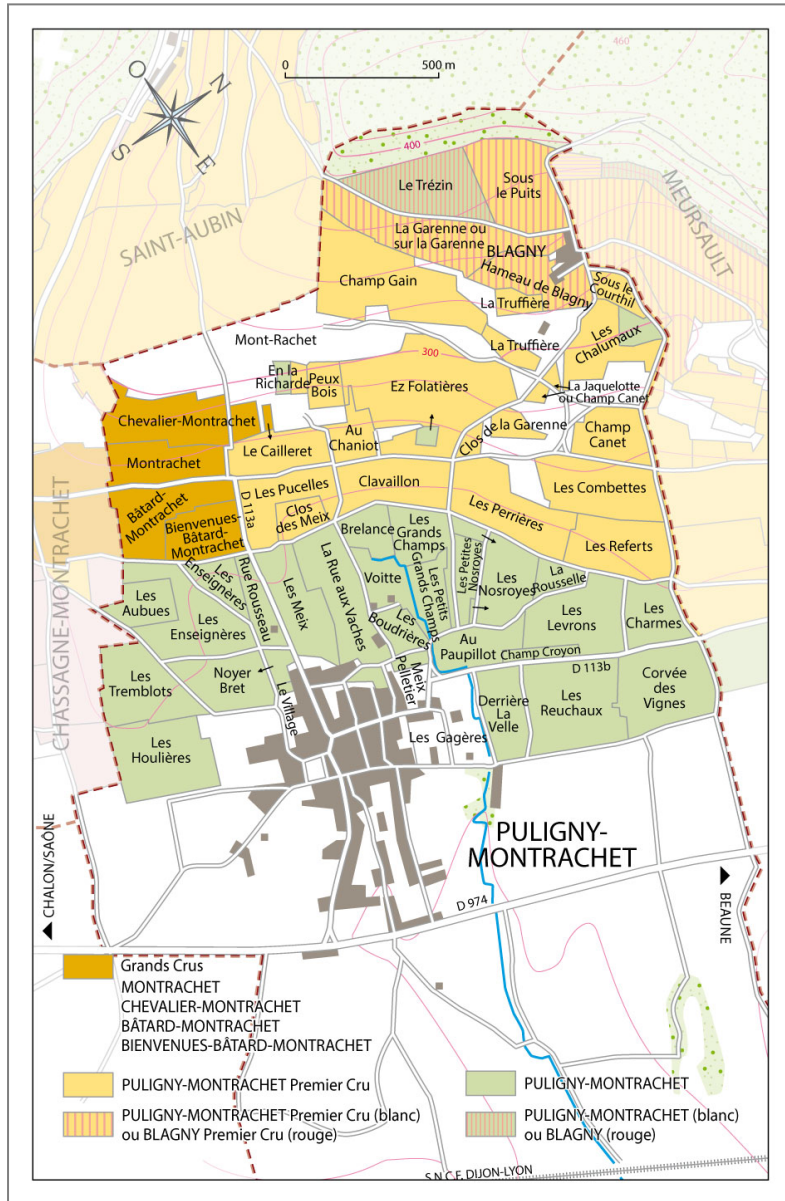 O
N
S
E
0
500 m
460
400
Le Trézin
Sous
le Puits
SAINT-AUBIN
MEURSAULT
La Garenne ou
sur la Garenne
BLAGNY
Hameau de Blagny
Sous le
Courthil
Champ Gain
La Truffière
Mont-Rachet
La Truffière
Les
Chalumaux
300
En la
Richarde
Peux
Bois
Ez Folatières
La Jaquelotte
ou Champ Canet
Chevalier-Montrachet
Au
Chaniot
Clos de la Garenne
Champ
Canet
Montrachet
Le Cailleret
Clavaillon
Les Pucelles
Les Combettes
Bâtard-
Montrachet
D 113a
Clos
des Meix
Les Perrières
Bienvenues-
Bâtard-
Montrachet
Brelance
Les
Grands
Champs
Les Referts
Les
Enseignères
Rue Rousseau
Les Meix
La Rue aux Vaches
Voitte
Les Petits
Grands Champs
Les Petites
Nosroyes
Les
Nosroyes
La
Rousselle
Les
Aubues
Les
Enseignères
Les
Boudrières
Les
Levrons
Les
Charmes
Au
Paupillot
Champ Croyon
D 113b
Les
Tremblots
Noyer
Bret
Le Village
Meix
Pelletier
Derrière
La
Velle
Les
Reuchaux
Corvée
des
Vignes
CHASSAGNE-MONTRACHET
Les
Houlières
Les Gagères
PULIGNY-
MONTRACHET
CHALON/SAÔNE
BEAUNE
D 974
Grands Crus
MONTRACHET
CHEVALIER-MONTRACHET
BÂTARD-MONTRACHET
BIENVENUES-BÂTARD-MONTRACHET
PULIGNY-MONTRACHET Premier Cru
PULIGNY-MONTRACHET
PULIGNY-MONTRACHET Premier Cru (blanc)
ou BLAGNY Premier Cru (rouge)
PULIGNY-MONTRACHET (blanc)
ou BLAGNY (rouge)
S.N.C.F. DIJON-LYON